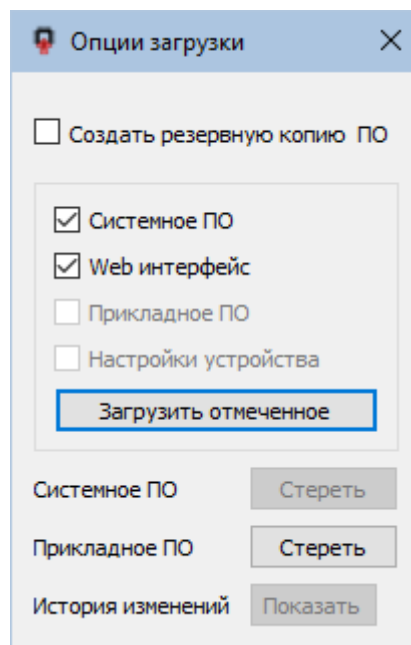 Опции загрузки
Создать резервную копию ПО
Системное ПО
Web интерфейс
Прикладное ПО
Настройки устройства
Загрузить отмеченное
Системное ПО Стереть
Прикладное ПО Стереть
История изменений Показать